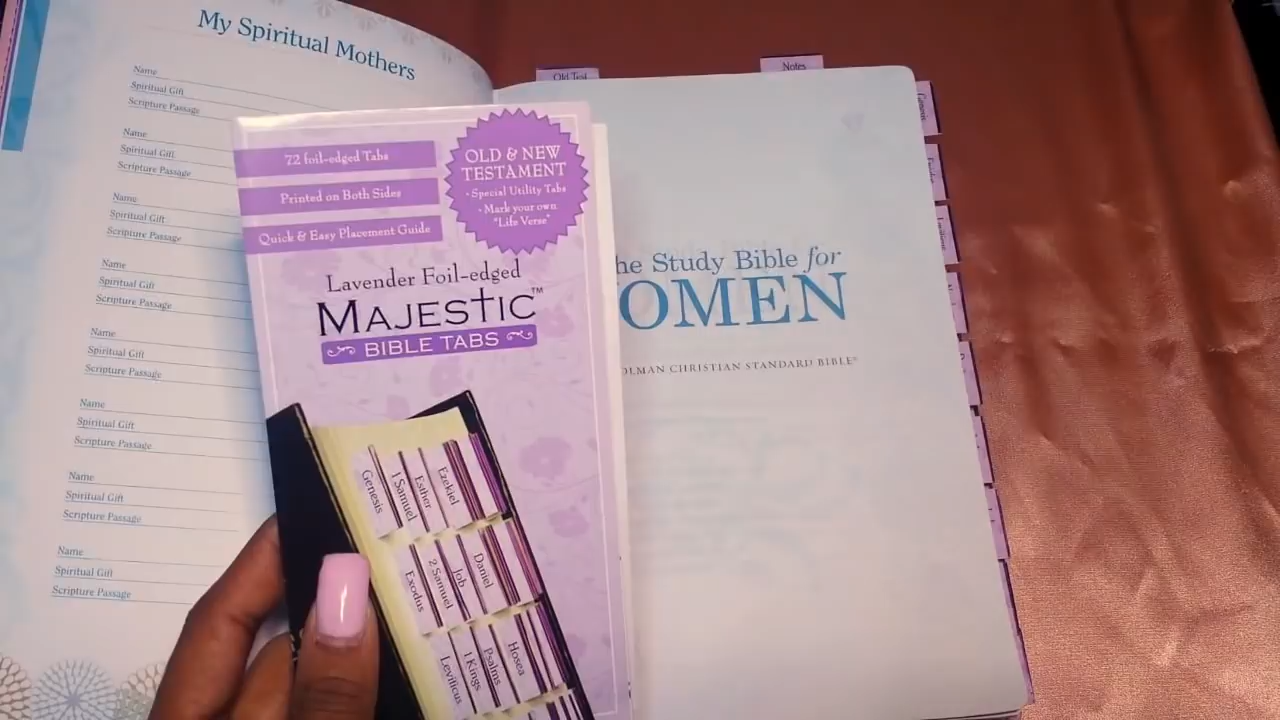 My Spiritual Mothers
Name
Spiritual Gift
Scripture Passage
Name
Spiritual Gift
Scripture Passage
Name
Spiritual Gift
Scripture Passage
Name
Spiritual Gift
Scripture Passage
Name
Spiritual Gift
Scripture Passage
Name
Spiritual Gift
Scripture Passage
Name
Spiritual Gift
Scripture Passage
Name
Spiritual Gift
Scripture Passage
72 foil-edged Tabs
Printed on Both Sides
Quick & Easy Placement Guide
OLD & NEW
TESTAMENT
• Special Utility Tabs
• Mark your own
"Life Verse"
Lavender Foil-edged
MAJESTIC™
BIBLE TABS
Genesis
1 Samuel
Esther
Ezekiel
Exodus
2 Samuel
Job
Daniel
Leviticus
1 Kings
Psalms
Hosea
Old Test
Notes
Genesis
he Study Bible for
OMEN
OLMAN CHRISTIAN STANDARD BIBLE®